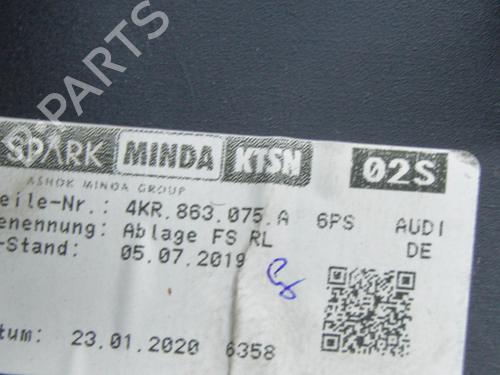 SPARK MINDA KTSN 02S
ASHOK MINDA GROUP
eile-Nr.: 4KR.863.075.A 6PS AUDI
enennung: Ablage FS RL DE
-Stand: 05.07.2019
tum: 23.01.2020 6358
B-PARTS